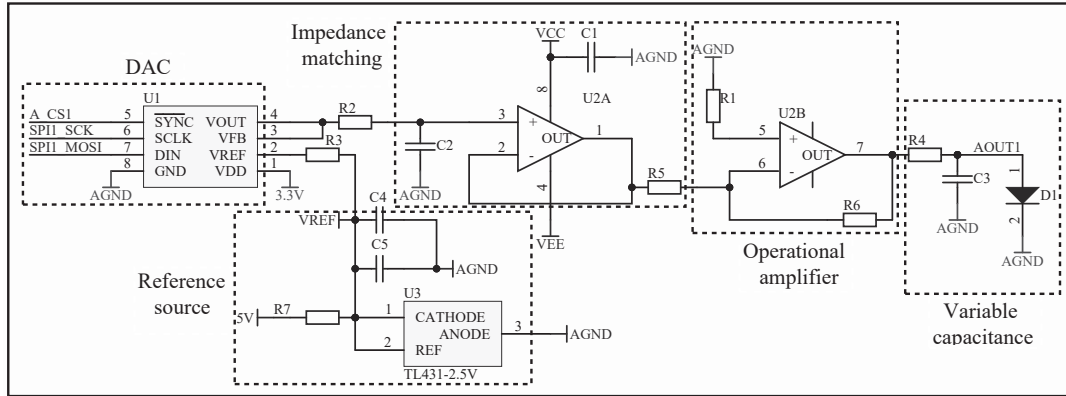 DAC
U1
A_CS1 5 SYNC VOUT 4
SPI1_SCK 6 SCLK VFB 3
SPI1_MOSI 7 DIN VREF 2
8 GND VDD 1
AGND
3.3V
R2
R3
Impedance
matching
VCC
C1
AGND
8
U2A
3 +
OUT 1
2 -
4
C2
AGND
VEE
R5
AGND
R1
U2B
5 +
OUT 7
6 -
R6
Operational
amplifier
R4
AOUT1
C3
AGND
1
D1
2
AGND
Variable
capacitance
Reference
source
VREF
C4
C5
AGND
5V
R7
U3
1 CATHODE
ANODE 3
2 REF
AGND
TL431-2.5V